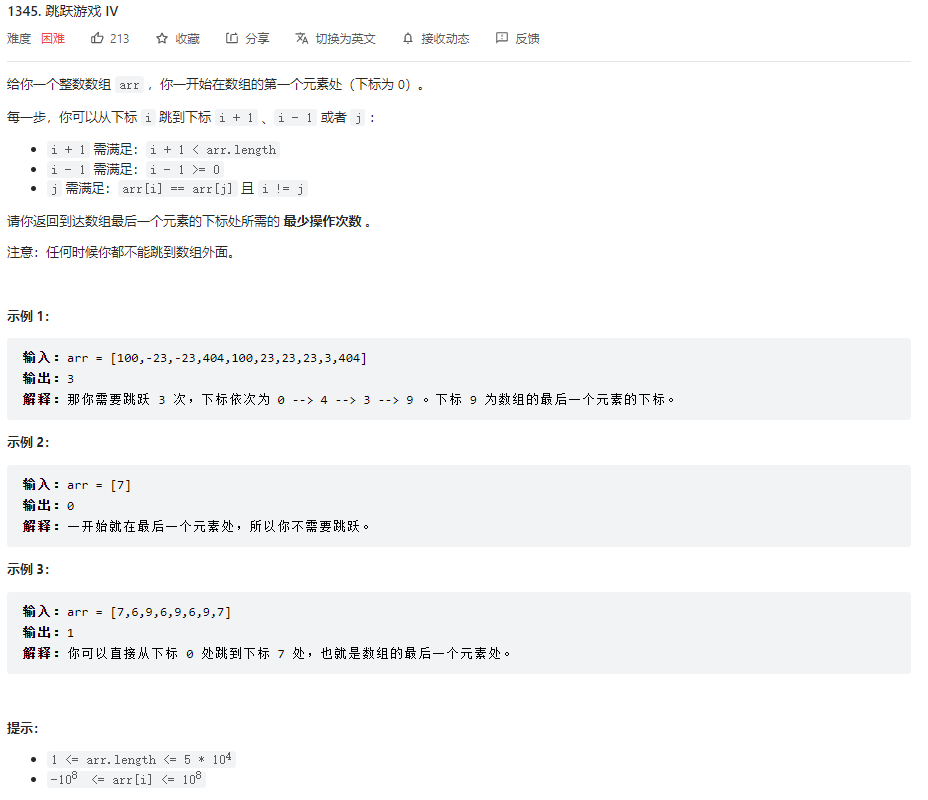 1345. 跳跃游戏 IV
难度 困难 213 收藏 分享 切换为英文 接收动态 反馈
给你一个整数数组 arr ，你一开始在数组的第一个元素处（下标为 0）。
每一步，你可以从下标 i 跳到下标 i + 1 、i - 1 或者 j ：
i + 1 需满足：i + 1 < arr.length
i - 1 需满足：i - 1 >= 0
j 需满足：arr[i] == arr[j] 且 i != j
请你返回到达数组最后一个元素的下标处所需的 最少操作次数 。
注意：任何时候你都不能跳到数组外面。
示例 1：
输入：arr = [100,-23,-23,404,100,23,23,23,3,404]
输出：3
解释：那你需要跳跃 3 次，下标依次为 0 --> 4 --> 3 --> 9 。下标 9 为数组的最后一个元素的下标。
示例 2：
输入：arr = [7]
输出：0
解释：一开始就在最后一个元素处，所以你不需要跳跃。
示例 3：
输入：arr = [7,6,9,6,9,6,9,7]
输出：1
解释：你可以直接从下标 0 处跳到下标 7 处，也就是数组的最后一个元素处。
提示：
1 <= arr.length <= 5 * 10⁴
-10⁸ <= arr[i] <= 10⁸